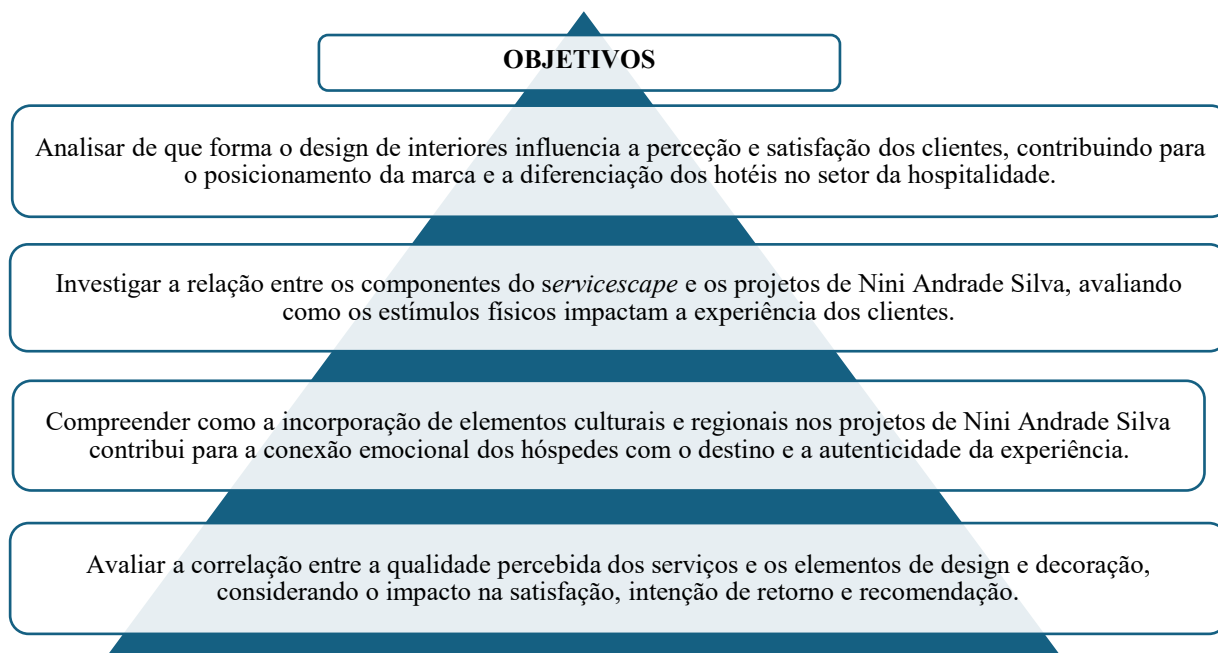 OBJETIVOS
Analisar de que forma o design de interiores influencia a perceção e satisfação dos clientes, contribuindo para
o posicionamento da marca e a diferenciação dos hotéis no setor da hospitalidade.
Investigar a relação entre os componentes do servicescape e os projetos de Nini Andrade Silva, avaliando
como os estímulos físicos impactam a experiência dos clientes.
Compreender como a incorporação de elementos culturais e regionais nos projetos de Nini Andrade Silva
contribui para a conexão emocional dos hóspedes com o destino e a autenticidade da experiência.
Avaliar a correlação entre a qualidade percebida dos serviços e os elementos de design e decoração,
considerando o impacto na satisfação, intenção de retorno e recomendação.